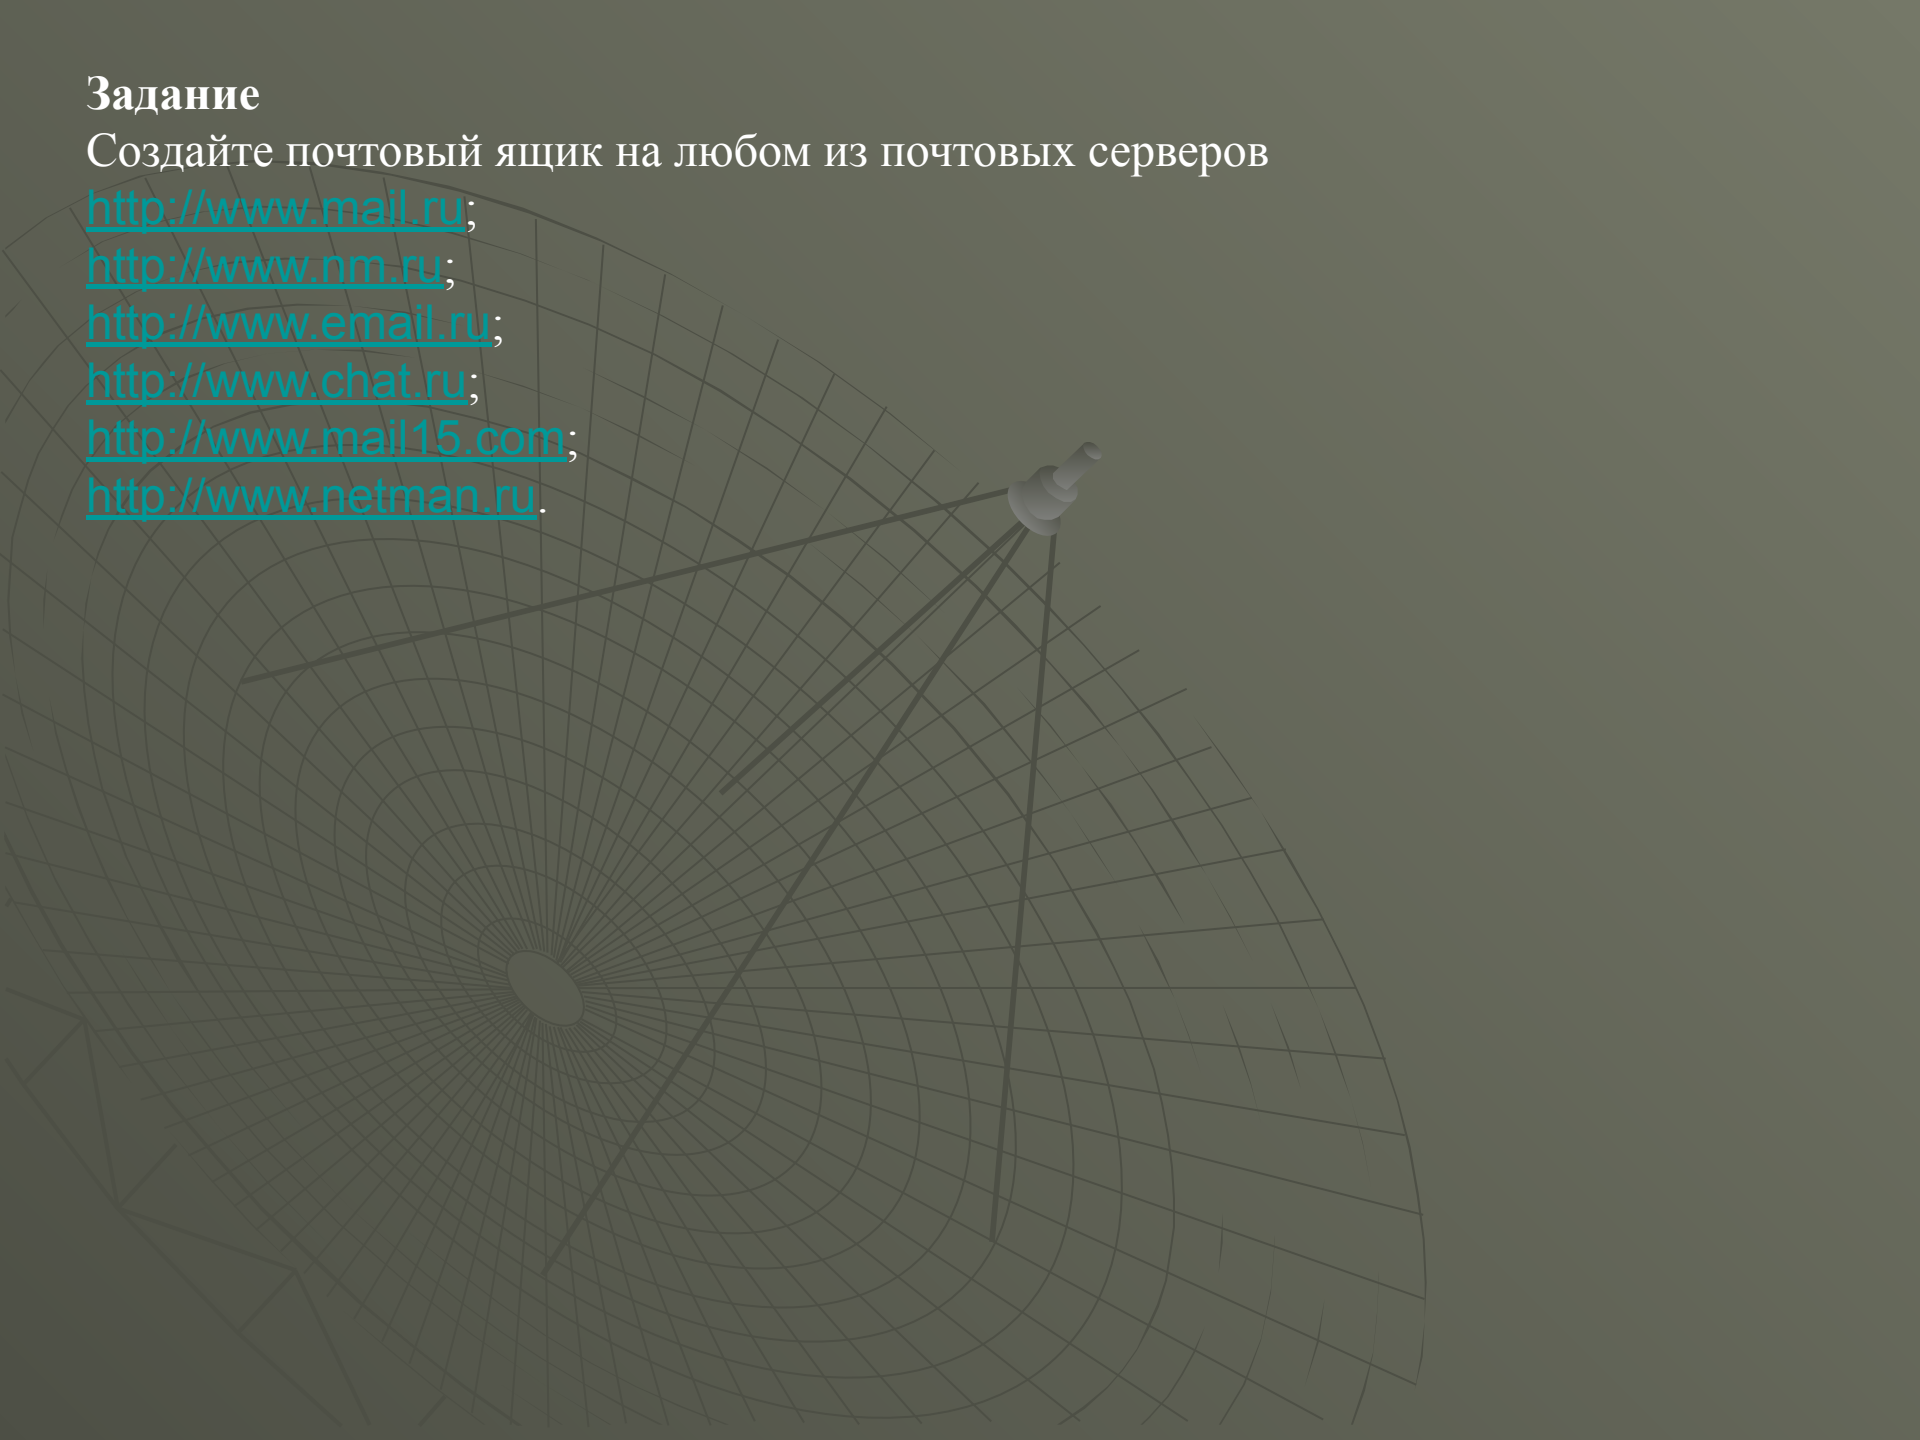 Задание
Создайте почтовый ящик на любом из почтовых серверов
http://www.mail.ru;
http://www.nm.ru;
http://www.email.ru;
http://www.chat.ru;
http://www.mail15.com;
http://www.netman.ru.